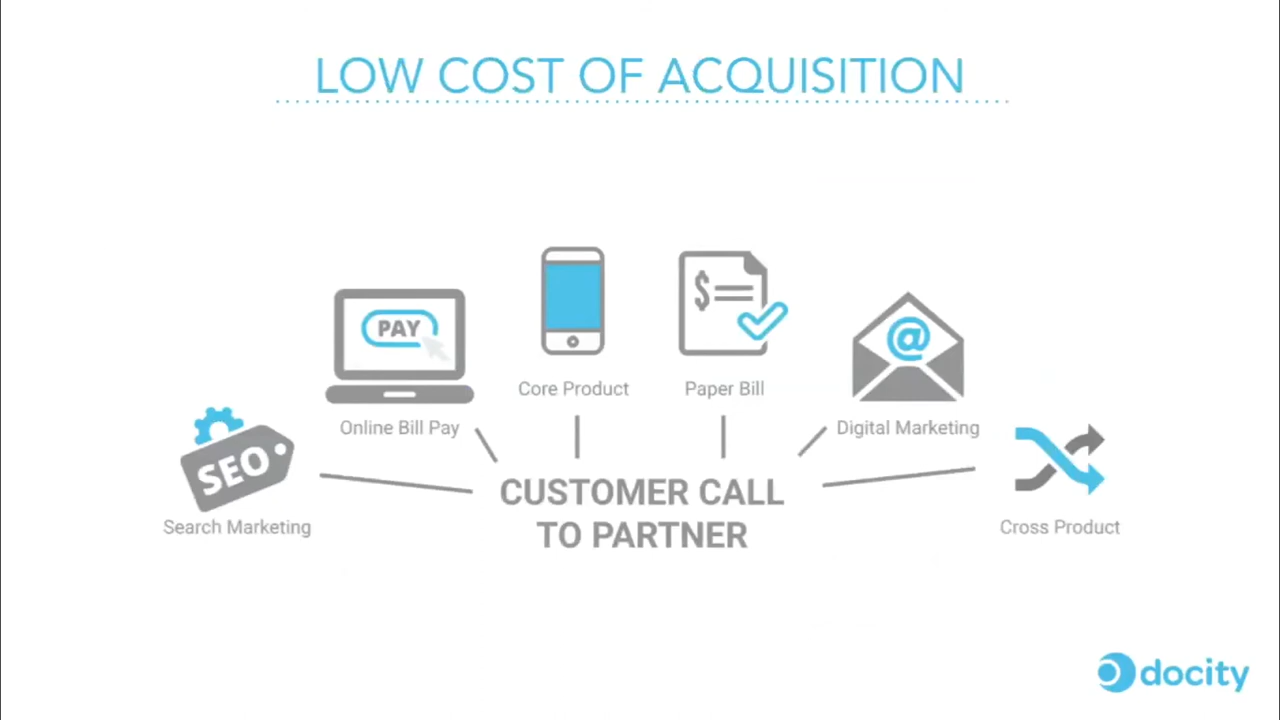 LOW COST OF ACQUISITION
PAY
$
@
SEO
Core Product
Paper Bill
Online Bill Pay
Digital Marketing
Search Marketing
Cross Product
CUSTOMER CALL
TO PARTNER
docity